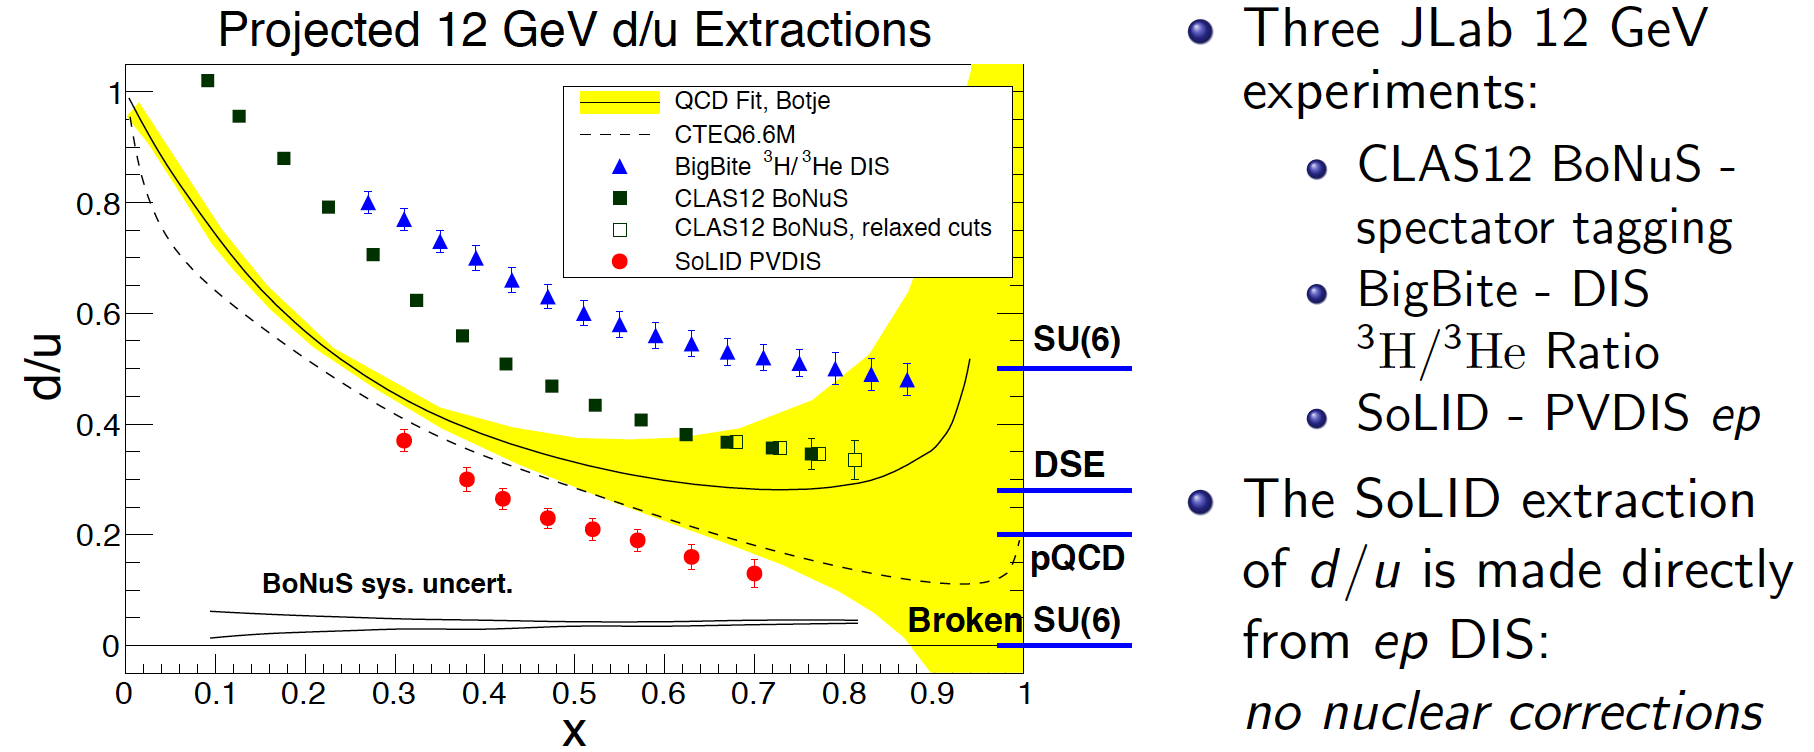 Projected 12 GeV d/u Extractions
QCD Fit, Botje
CTEQ6.6M
BigBite ³H/³He DIS
CLAS12 BoNuS
CLAS12 BoNuS, relaxed cuts
SoLID PVDIS
d/u
1
0.8
0.6
0.4
0.2
0
BoNuS sys. uncert.
SU(6)
DSE
pQCD
Broken SU(6)
0 0.1 0.2 0.3 0.4 0.5 0.6 0.7 0.8 0.9 1
x
Three JLab 12 GeV
experiments:
CLAS12 BoNuS -
spectator tagging
BigBite - DIS
³H/³He Ratio
SoLID - PVDIS ep
The SoLID extraction
of d/u is made directly
from ep DIS:
no nuclear corrections